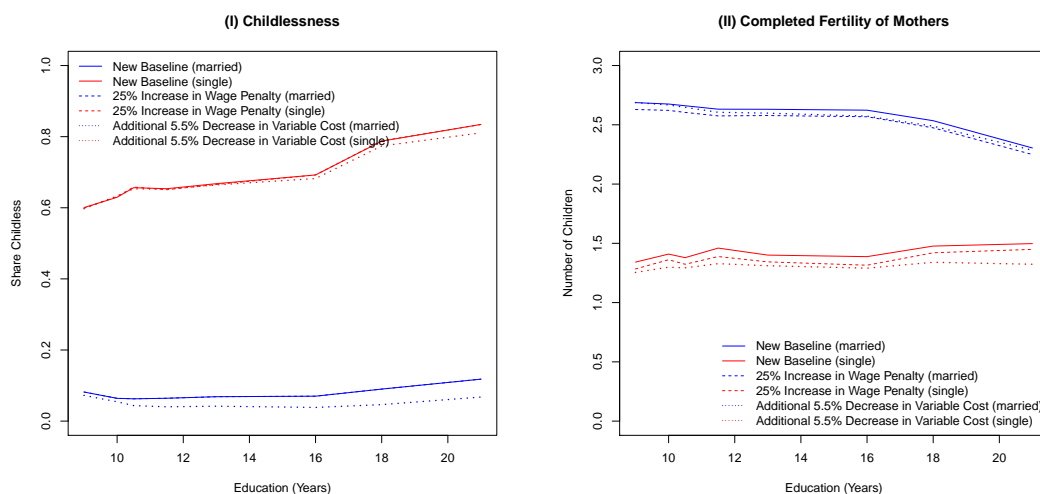 (I) Childlessness
New Baseline (married)
New Baseline (single)
25% Increase in Wage Penalty (married)
25% Increase in Wage Penalty (single)
Additional 5.5% Decrease in Variable Cost (married)
Additional 5.5% Decrease in Variable Cost (single)
Share Childless
1.0
0.8
0.6
0.4
0.2
0.0
10 12 14 16 18 20
Education (Years)
(II) Completed Fertility of Mothers
Number of Children
3.0
2.5
2.0
1.5
1.0
0.5
0.0
New Baseline (married)
New Baseline (single)
25% Increase in Wage Penalty (married)
25% Increase in Wage Penalty (single)
Additional 5.5% Decrease in Variable Cost (married)
Additional 5.5% Decrease in Variable Cost (single)
10 12 14 16 18 20
Education (Years)